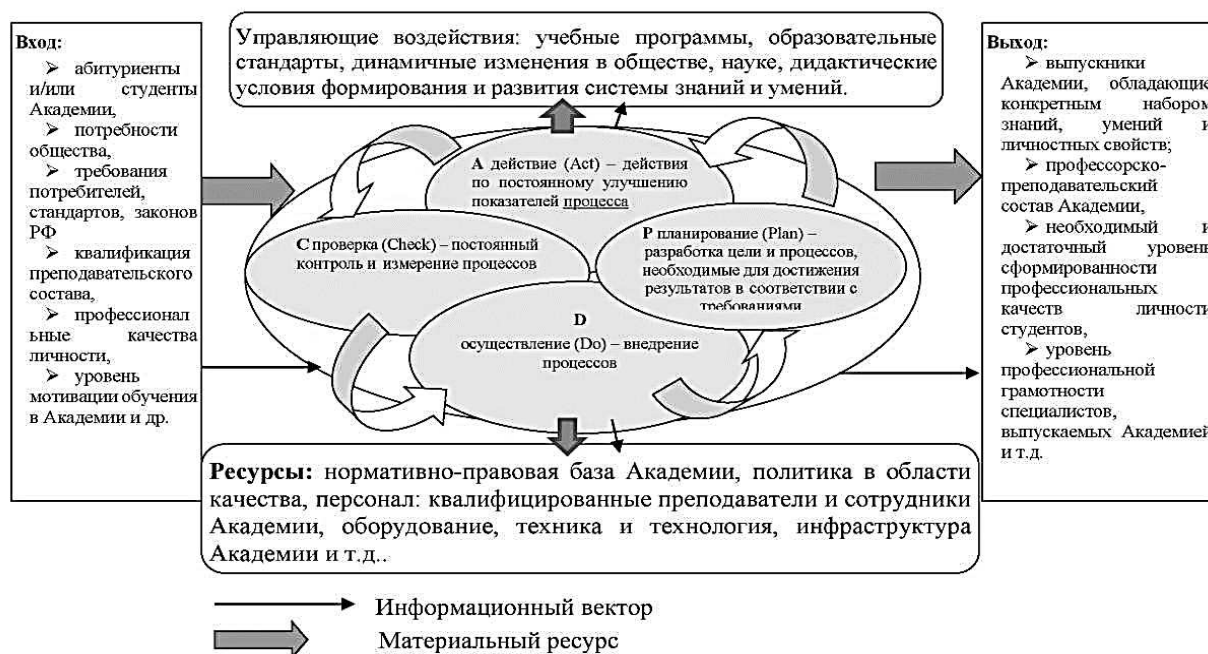 Вход:
➢ абитуриенты
и/или студенты
Академии,
➢ потребности
общества,
➢ требования
потребителей,
стандартов, законов
РФ
➢ квалификация
преподавательского
состава,
➢ профессионал
ьные качества
личности,
➢ уровень
мотивации обучения
в Академии и др.
Управляющие воздействия: учебные программы, образовательные
стандарты, динамичные изменения в обществе, науке, дидактические
условия формирования и развития системы знаний и умений.
А действие (Act) – действия
по постоянному улучшению
показателей процесса
С проверка (Check) – постоянный
контроль и измерение процессов
Р планирование (Plan) –
разработка цели и процессов,
необходимые для достижения
результатов в соответствии с
требованиями
D
осуществление (Do) – внедрение
процессов
Ресурсы: нормативно-правовая база Академии, политика в области
качества, персонал: квалифицированные преподаватели и сотрудники
Академии, оборудование, техника и технология, инфраструктура
Академии и т.д..
Выход:
➢ выпускники
Академии, обладающие
конкретным набором
знаний, умений и
личностных свойств;
➢ профессорско-
преподавательский
состав Академии,
➢ необходимый и
достаточный уровень
сформированности
профессиональных
качеств личности
студентов,
➢ уровень
профессиональной
грамотности
специалистов,
выпускаемых Академией
и т.д.
Информационный вектор
Материальный ресурс